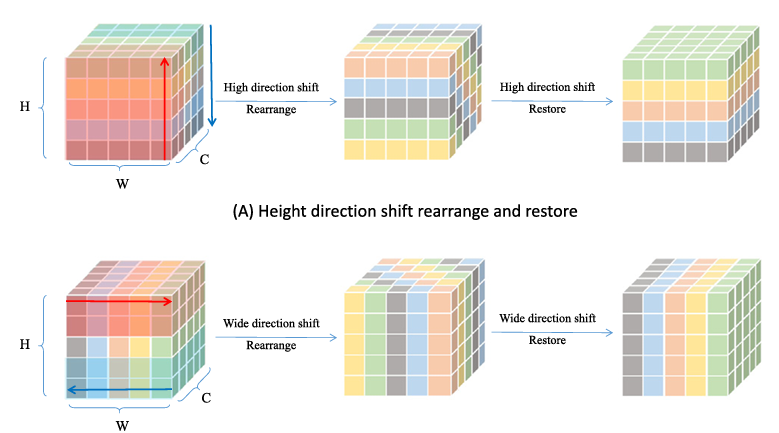 H
W
C
High direction shift
Rearrange
High direction shift
Restore
(A) Height direction shift rearrange and restore
H
W
C
Wide direction shift
Rearrange
Wide direction shift
Restore